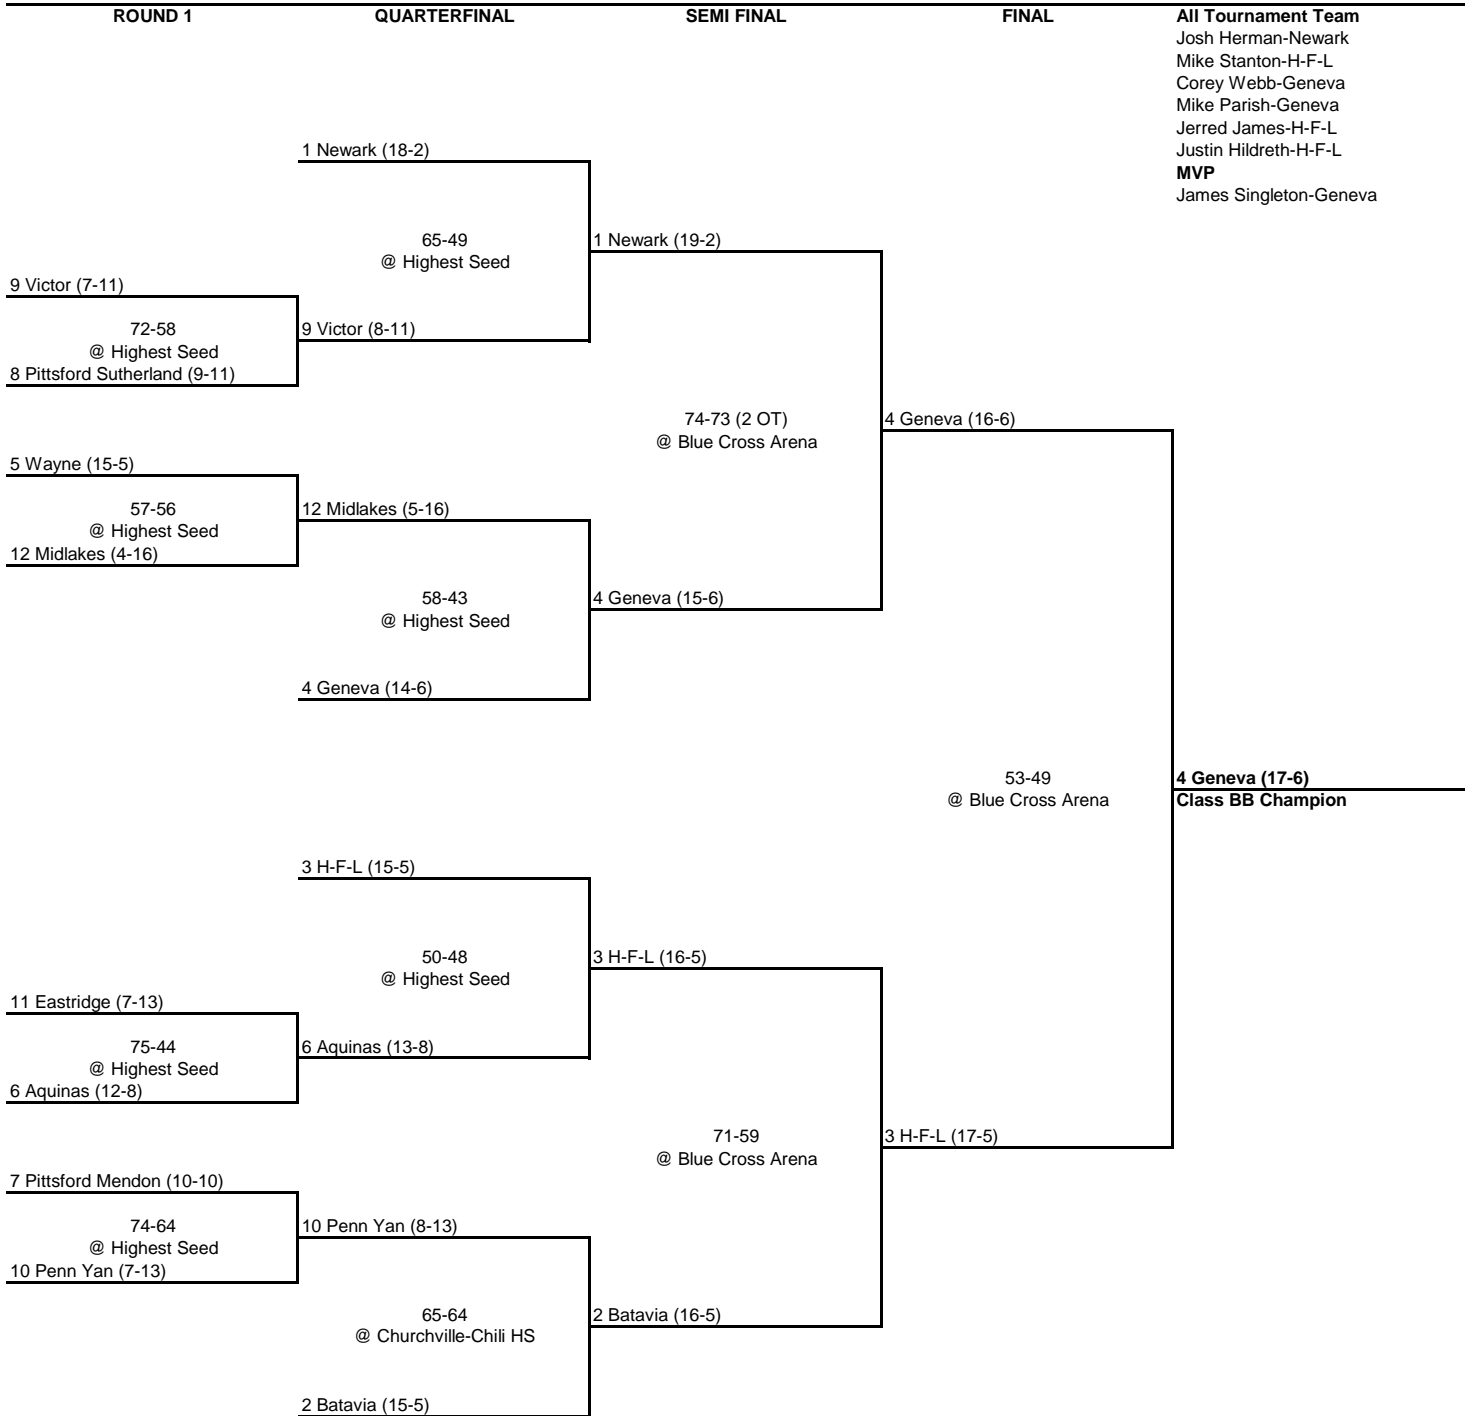 ROUND 1 QUARTERFINAL SEMI FINAL FINAL All Tournament Team
Josh Herman-Newark
Mike Stanton-H-F-L
Corey Webb-Geneva
Mike Parish-Geneva
Jerred James-H-F-L
Justin Hildreth-H-F-L
MVP
James Singleton-Geneva
1 Newark (18-2)
65-49
@ Highest Seed
1 Newark (19-2)
9 Victor (7-11)
72-58
@ Highest Seed
9 Victor (8-11)
8 Pittsford Sutherland (9-11)
74-73 (2 OT)
@ Blue Cross Arena
4 Geneva (16-6)
5 Wayne (15-5)
57-56
@ Highest Seed
12 Midlakes (5-16)
12 Midlakes (4-16)
58-43
@ Highest Seed
4 Geneva (15-6)
4 Geneva (14-6)
53-49
@ Blue Cross Arena
4 Geneva (17-6)
Class BB Champion
3 H-F-L (15-5)
50-48
@ Highest Seed
3 H-F-L (16-5)
11 Eastridge (7-13)
75-44
@ Highest Seed
6 Aquinas (13-8)
6 Aquinas (12-8)
71-59
@ Blue Cross Arena
3 H-F-L (17-5)
7 Pittsford Mendon (10-10)
74-64
@ Highest Seed
10 Penn Yan (8-13)
10 Penn Yan (7-13)
65-64
@ Churchville-Chili HS
2 Batavia (16-5)
2 Batavia (15-5)